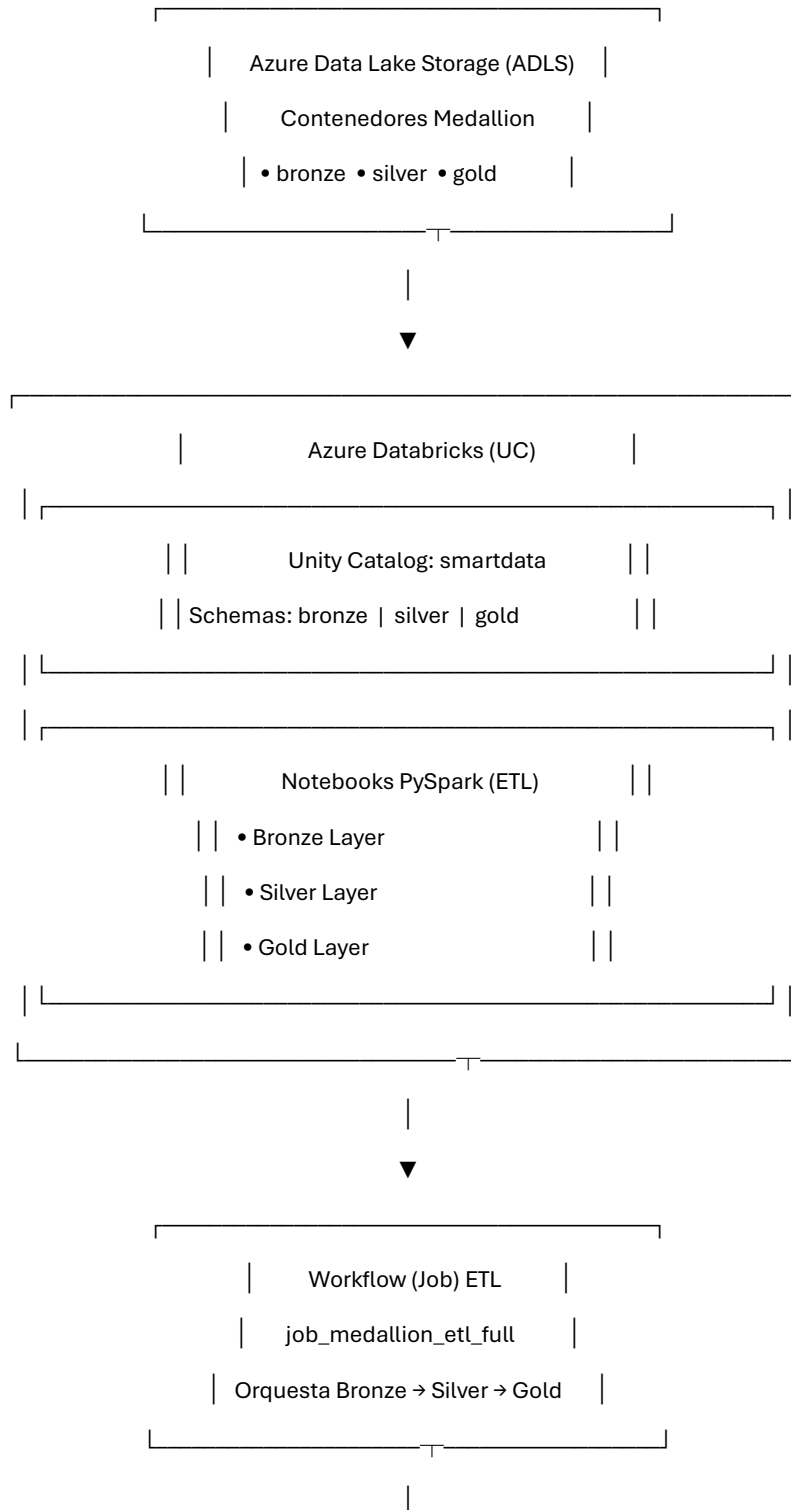 Azure Data Lake Storage (ADLS)
Contenedores Medallion
• bronze • silver • gold
▼
Azure Databricks (UC)
Unity Catalog: smartdata
Schemas: bronze | silver | gold
Notebooks PySpark (ETL)
• Bronze Layer
• Silver Layer
• Gold Layer
▼
Workflow (Job) ETL
job_medallion_etl_full
Orquesta Bronze → Silver → Gold